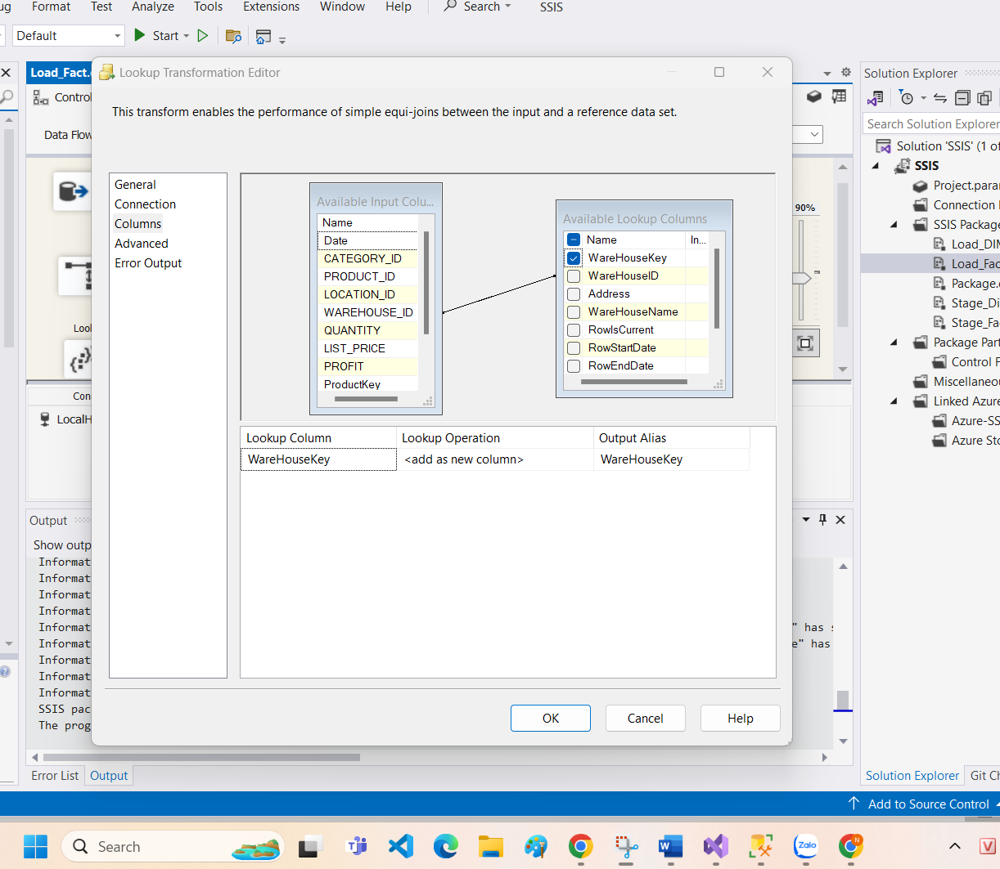 Format Test Analyze Tools Extensions Window Help Search SSIS
Default Start
Load_Fact.
Lookup Transformation Editor
Solution Explorer
Control
This transform enables the performance of simple equi-joins between the input and a reference data set.
Search Solution Explorer
Data Flow
Solution 'SSIS' (1 of
SSIS
Project.para
Connection
SSIS Package
Load_DIM
Load_Fac
Package.
Stage_Di
Stage_Fa
Package Part
Control F
Miscellaneou
Linked Azure
Azure-SS
Azure Sto
90%
General
Connection
Columns
Advanced
Error Output
Available Input Colu...
Name
Date
CATEGORY_ID
PRODUCT_ID
LOCATION_ID
WAREHOUSE_ID
QUANTITY
LIST_PRICE
PROFIT
ProductKey
Available Lookup Columns
Name In...
WareHouseKey
WareHouseID
Address
WareHouseName
RowIsCurrent
RowStartDate
RowEndDate
Loo
Con
LocalH
Lookup Column Lookup Operation Output Alias
WareHouseKey <add as new column> WareHouseKey
Output
Show outp
Informat
Informat
Informat
Informat
Informat " has s
Informat e" has
Informat
Informat
Informat
SSIS pac
The prog
OK Cancel Help
Error List Output
Solution Explorer Git Ch
Add to Source Control
Search
Zalo
N
V